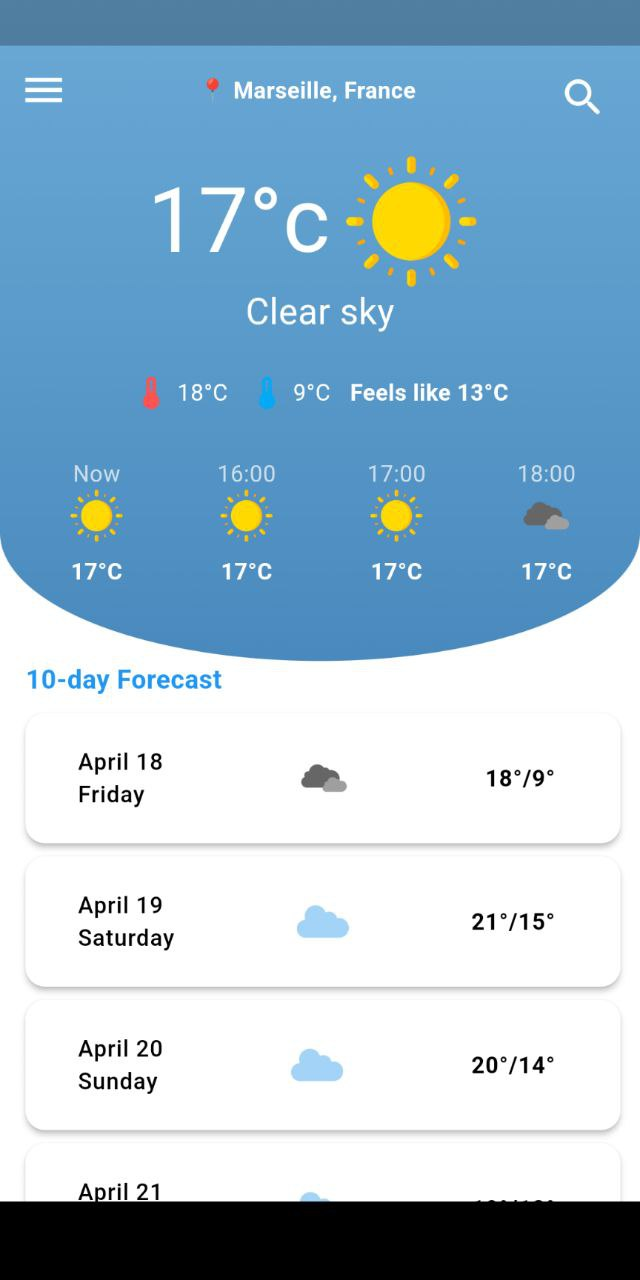 Marseille, France
17°c
Clear sky
18°C 9°C Feels like 13°C
Now 16:00 17:00 18:00
17°C 17°C 17°C 17°C
10-day Forecast
April 18
Friday
18°/9°
April 19
Saturday
21°/15°
April 20
Sunday
20°/14°
April 21